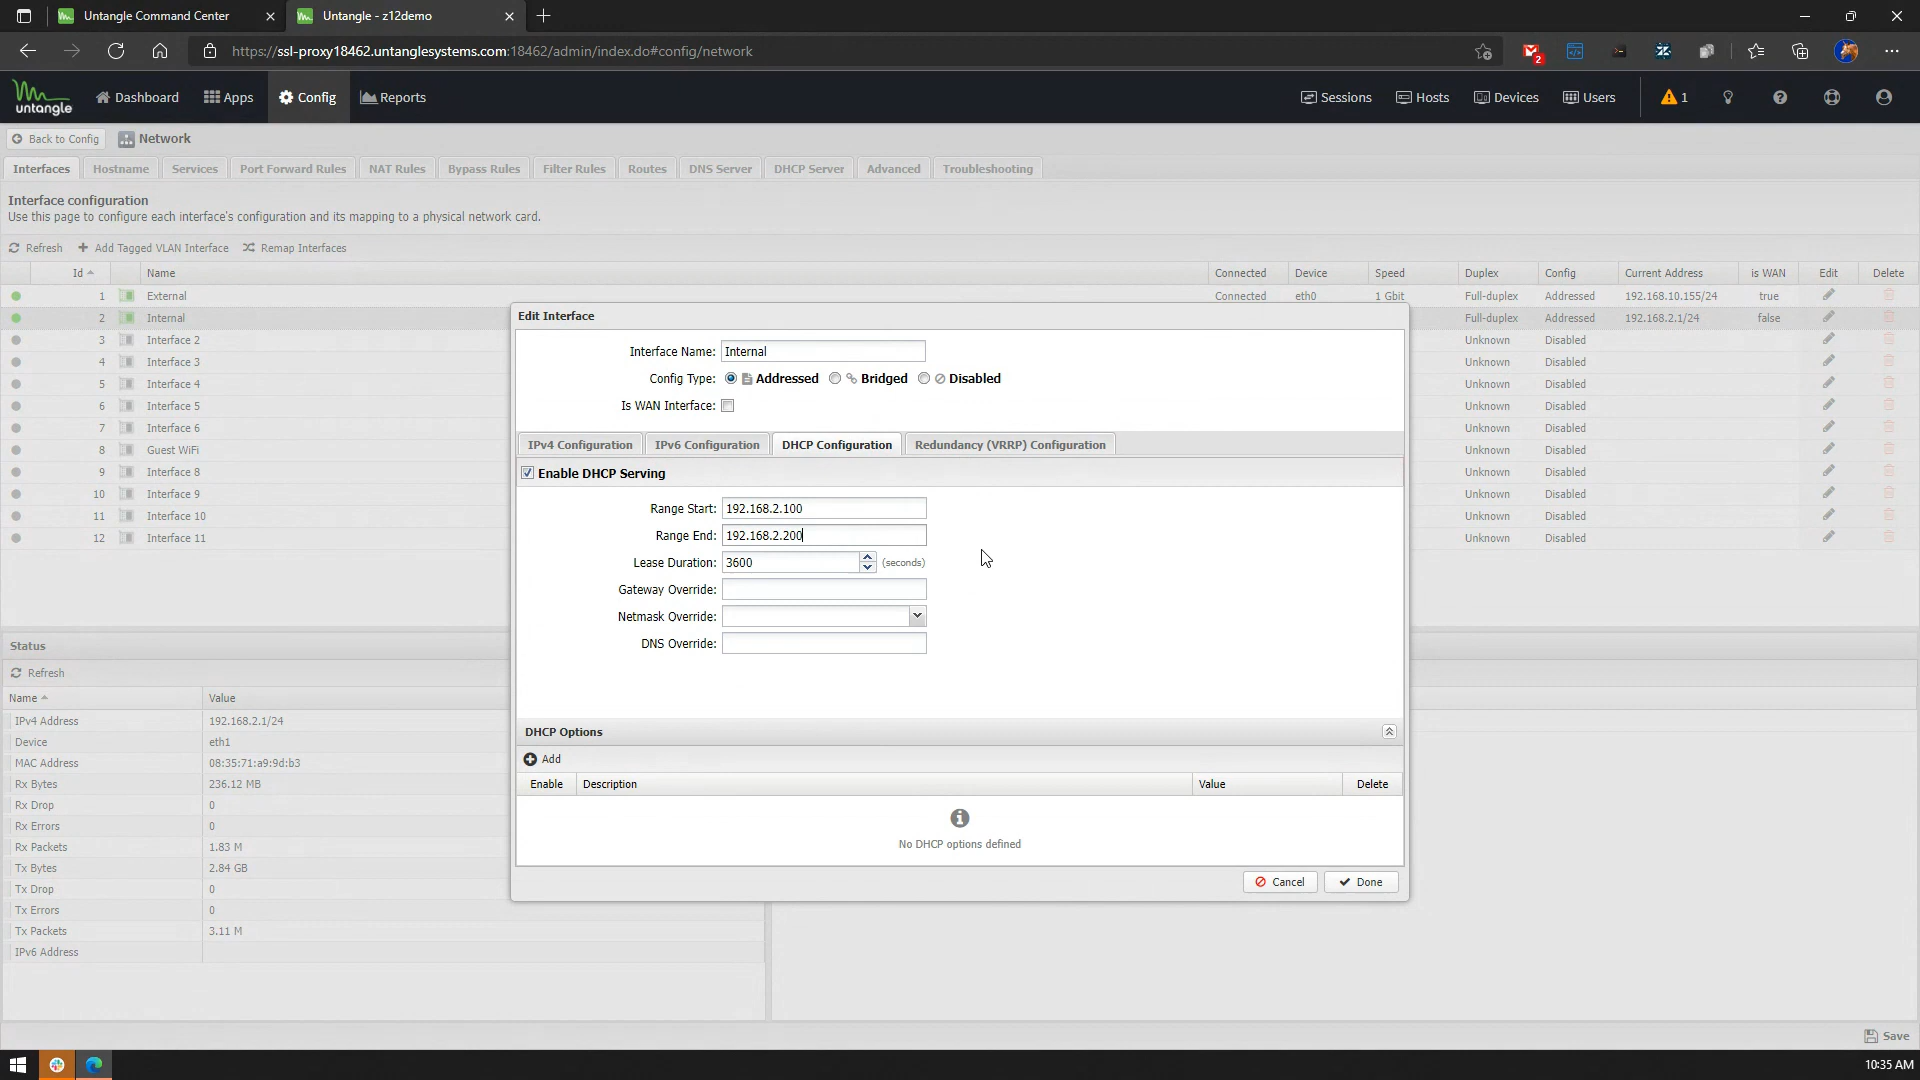 Untangle Command Center
Untangle - z12demo
https://ssl-proxy18462.untanglesystems.com:18462/admin/index.do#config/network
2
untangle
Dashboard
Apps
Config
Reports
Sessions
Hosts
Devices
Users
1
Back to Config
Network
Interfaces
Hostname
Services
Port Forward Rules
NAT Rules
Bypass Rules
Filter Rules
Routes
DNS Server
DHCP Server
Advanced
Troubleshooting
Interface configuration
Use this page to configure each interface's configuration and its mapping to a physical network card.
Refresh
Add Tagged VLAN Interface
Remap Interfaces
Id Name Connected Device Speed Duplex Config Current Address is WAN Edit Delete
1 External Connected eth0 1 Gbit Full-duplex Addressed 192.168.10.155/24 true
2 Internal Full-duplex Addressed 192.168.2.1/24 false
3 Interface 2 Unknown Disabled
4 Interface 3 Unknown Disabled
5 Interface 4 Unknown Disabled
6 Interface 5 Unknown Disabled
7 Interface 6 Unknown Disabled
8 Guest WiFi Unknown Disabled
9 Interface 8 Unknown Disabled
10 Interface 9 Unknown Disabled
11 Interface 10 Unknown Disabled
12 Interface 11 Unknown Disabled
Edit Interface
Interface Name: Internal
Config Type: Addressed Bridged Disabled
Is WAN Interface:
IPv4 Configuration
IPv6 Configuration
DHCP Configuration
Redundancy (VRRP) Configuration
Enable DHCP Serving
Range Start: 192.168.2.100
Range End: 192.168.2.200
Lease Duration: 3600 (seconds)
Gateway Override:
Netmask Override:
DNS Override:
DHCP Options
Add
Enable Description Value Delete
No DHCP options defined
Cancel
Done
Status
Refresh
Name Value
IPv4 Address 192.168.2.1/24
Device eth1
MAC Address 08:35:71:a9:9d:b3
Rx Bytes 236.12 MB
Rx Drop 0
Rx Errors 0
Rx Packets 1.83 M
Tx Bytes 2.84 GB
Tx Drop 0
Tx Errors 0
Tx Packets 3.11 M
IPv6 Address
Save
10:35 AM